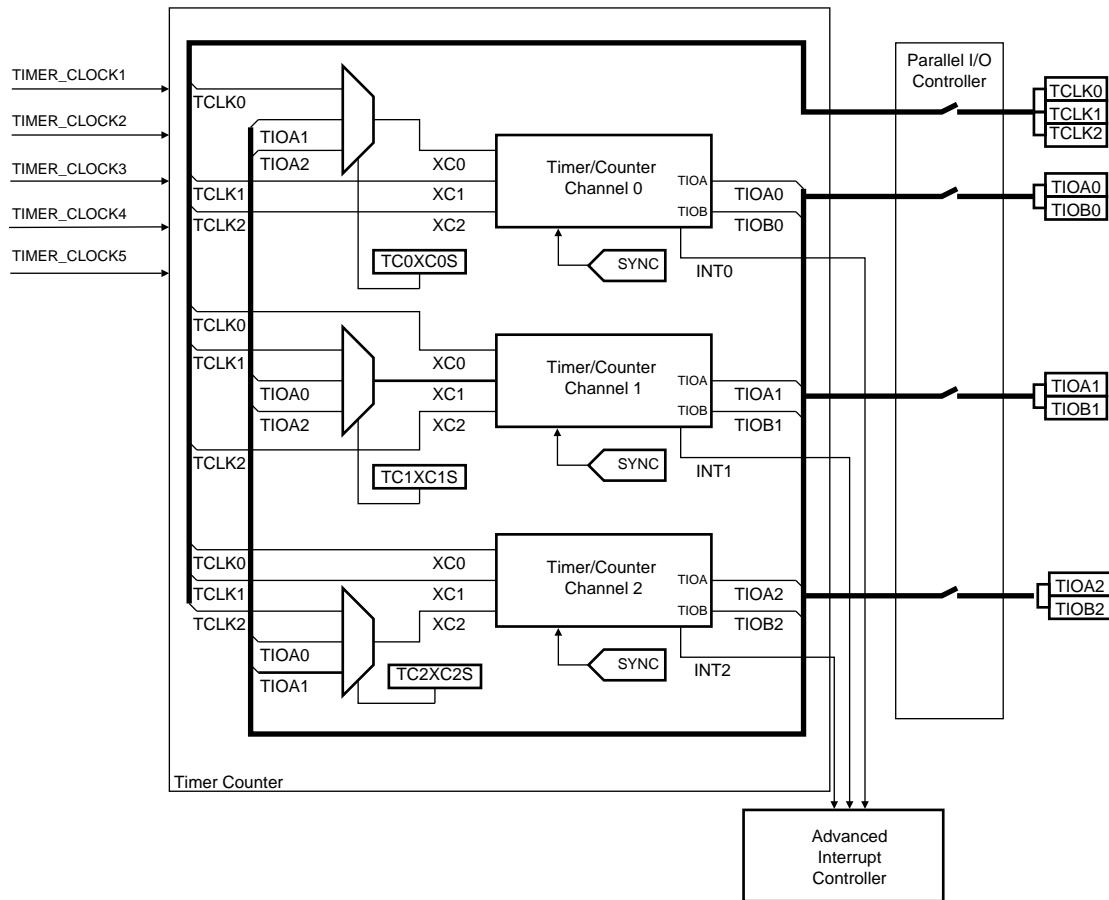 TIMER_CLOCK1
TIMER_CLOCK2
TIMER_CLOCK3
TIMER_CLOCK4
TIMER_CLOCK5
TCLK0
TIOA1
TIOA2
TCLK1
TCLK2
XC0
XC1
XC2
TC0XC0S
Timer/Counter
Channel 0
TIOA
TIOB
TIOA0
TIOB0
SYNC
INT0
TCLK0
TCLK1
TIOA0
TIOA2
TCLK2
XC0
XC1
XC2
TC1XC1S
Timer/Counter
Channel 1
TIOA
TIOB
TIOA1
TIOB1
SYNC
INT1
TCLK0
TCLK1
TCLK2
TIOA0
TIOA1
XC0
XC1
XC2
TC2XC2S
Timer/Counter
Channel 2
TIOA
TIOB
TIOA2
TIOB2
SYNC
INT2
Timer Counter
Parallel I/O
Controller
TCLK0
TCLK1
TCLK2
TIOA0
TIOB0
TIOA1
TIOB1
TIOA2
TIOB2
Advanced
Interrupt
Controller